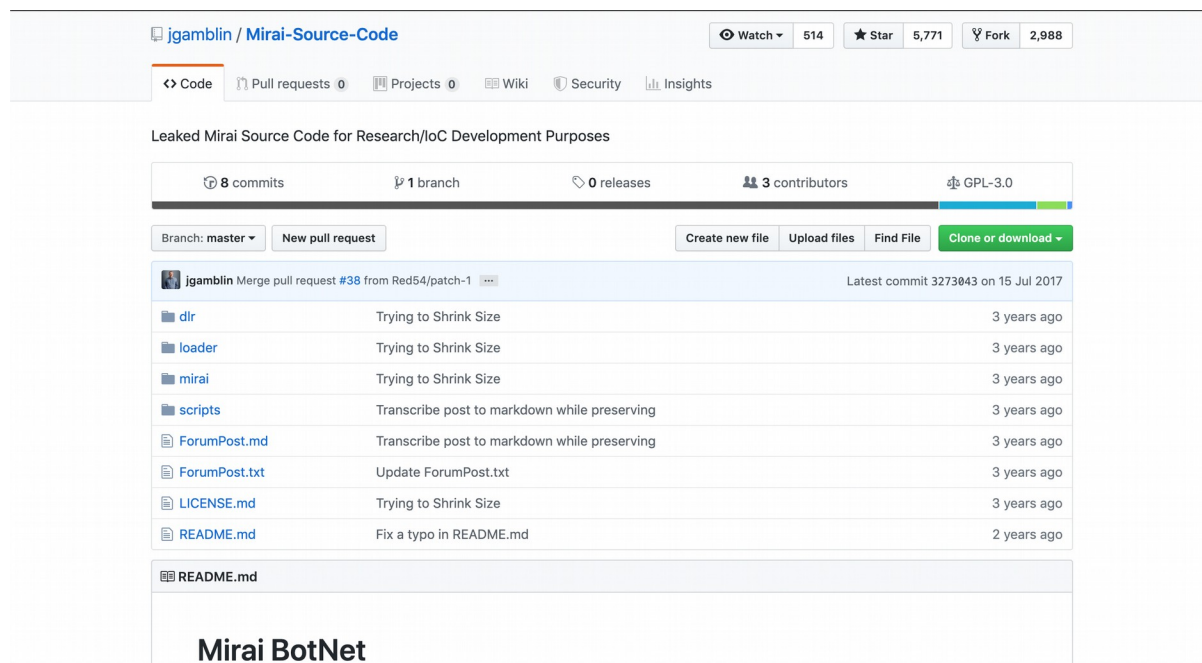 jgamblin / Mirai-Source-Code Watch 514 Star 5,771 Fork 2,988
Code Pull requests 0 Projects 0 Wiki Security Insights
Leaked Mirai Source Code for Research/IoC Development Purposes
8 commits 1 branch 0 releases 3 contributors GPL-3.0
Branch: master New pull request Create new file Upload files Find File Clone or download
jgamblin Merge pull request #38 from Red54/patch-1 ... Latest commit 3273043 on 15 Jul 2017
dlr Trying to Shrink Size 3 years ago
loader Trying to Shrink Size 3 years ago
mirai Trying to Shrink Size 3 years ago
scripts Transcribe post to markdown while preserving 3 years ago
ForumPost.md Transcribe post to markdown while preserving 3 years ago
ForumPost.txt Update ForumPost.txt 3 years ago
LICENSE.md Trying to Shrink Size 3 years ago
README.md Fix a typo in README.md 2 years ago
README.md
Mirai BotNet